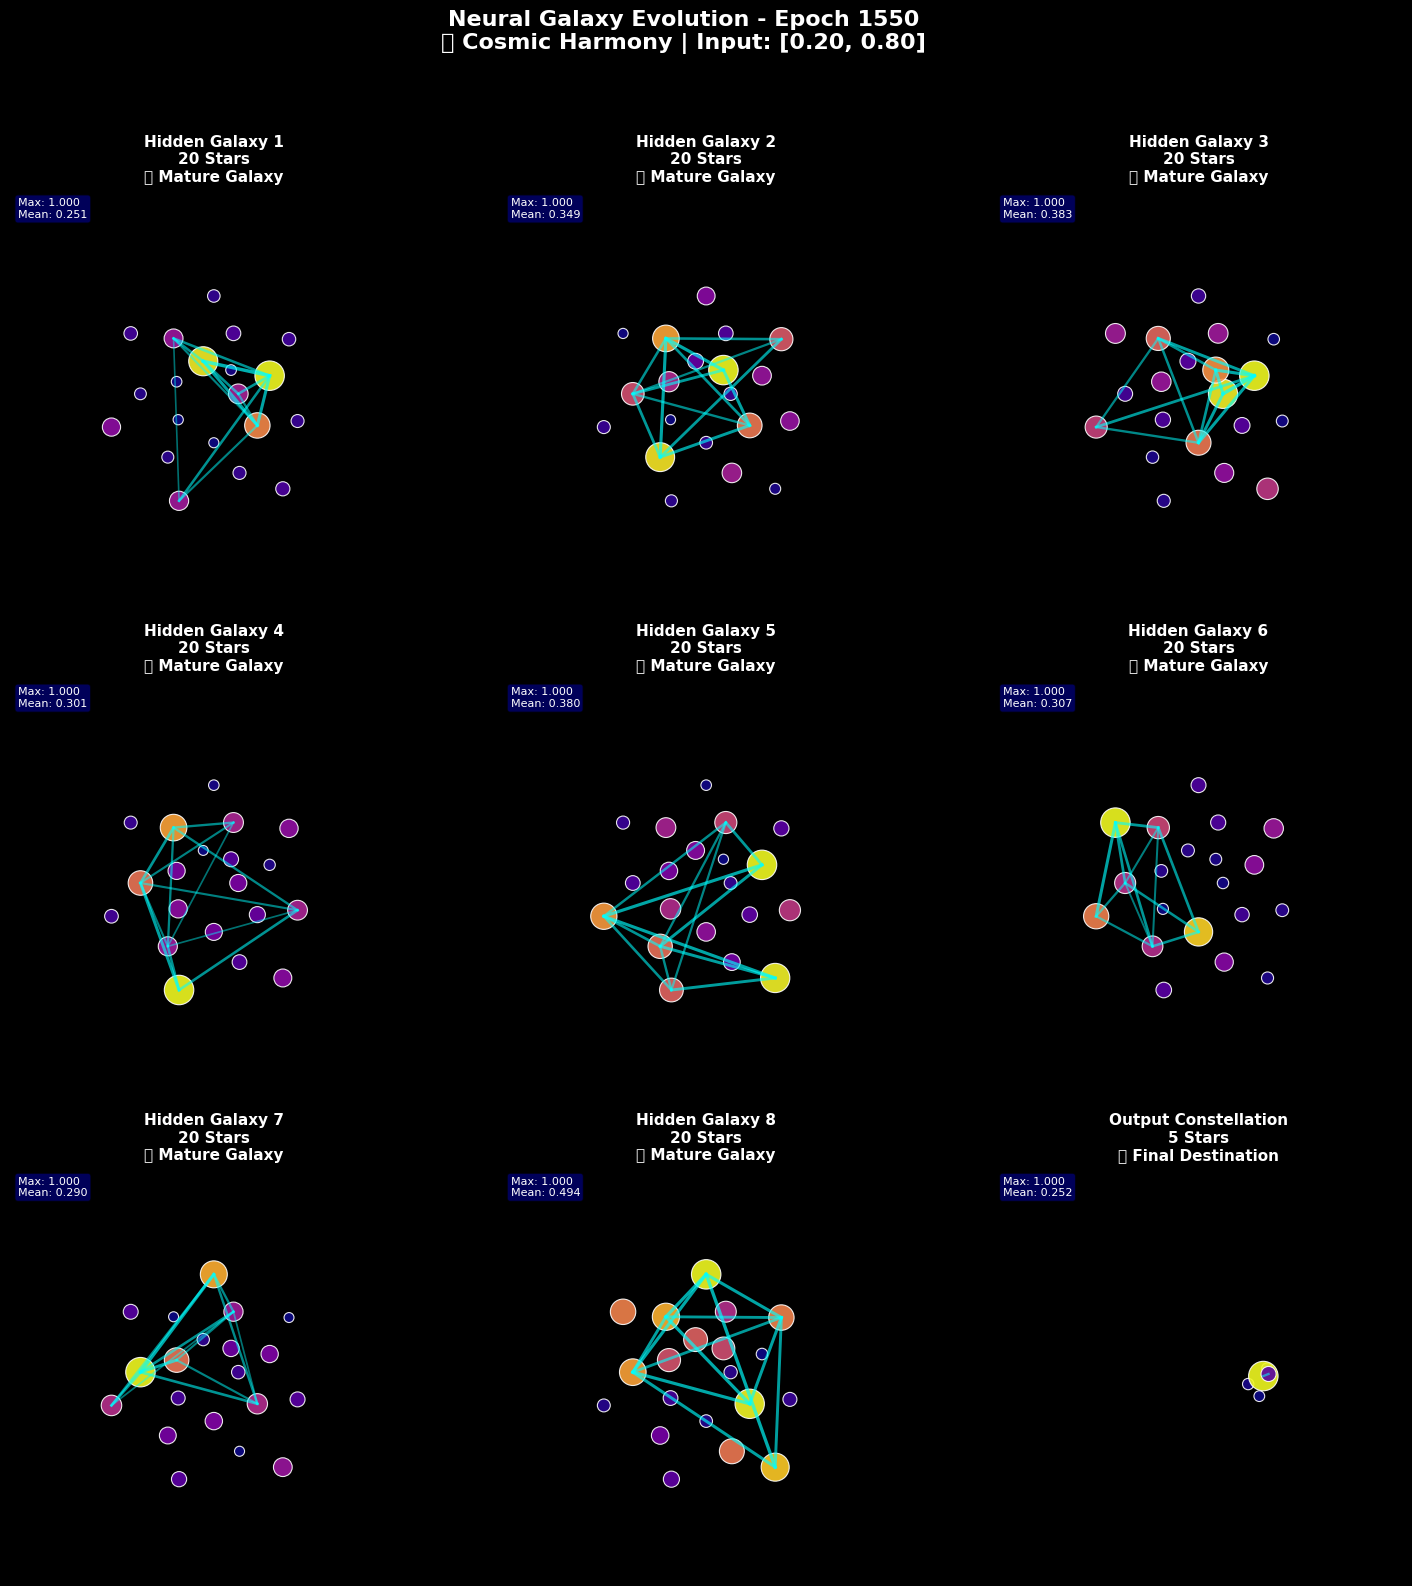 Neural Galaxy Evolution - Epoch 1550
▯ Cosmic Harmony | Input: [0.20, 0.80]
Hidden Galaxy 1
20 Stars
▯ Mature Galaxy
Max: 1.000
Mean: 0.251
Hidden Galaxy 2
20 Stars
▯ Mature Galaxy
Max: 1.000
Mean: 0.349
Hidden Galaxy 3
20 Stars
▯ Mature Galaxy
Max: 1.000
Mean: 0.383
Hidden Galaxy 4
20 Stars
▯ Mature Galaxy
Max: 1.000
Mean: 0.301
Hidden Galaxy 5
20 Stars
▯ Mature Galaxy
Max: 1.000
Mean: 0.380
Hidden Galaxy 6
20 Stars
▯ Mature Galaxy
Max: 1.000
Mean: 0.307
Hidden Galaxy 7
20 Stars
▯ Mature Galaxy
Max: 1.000
Mean: 0.290
Hidden Galaxy 8
20 Stars
▯ Mature Galaxy
Max: 1.000
Mean: 0.494
Output Constellation
5 Stars
▯ Final Destination
Max: 1.000
Mean: 0.252